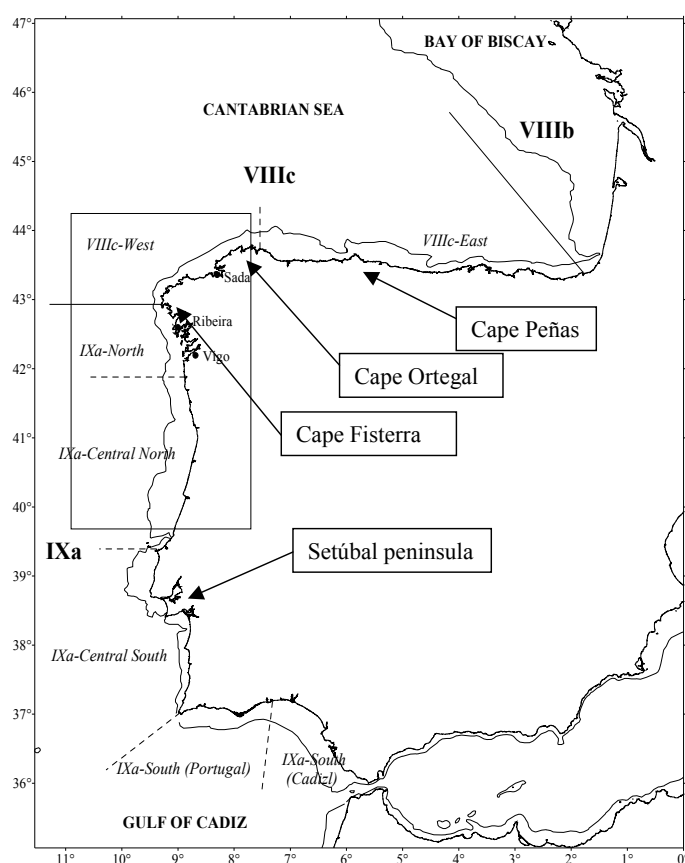 47°
BAY OF BISCAY
46°
CANTABRIAN SEA
VIIIb
45°
VIIIc
44°
VIIIc-West
VIIIc-East
Sada
43°
Ribeira
Cape Peñas
IXa-North
Vigo
42°
Cape Ortegal
Cape Fisterra
41°
IXa-Central North
40°
IXa
Setúbal peninsula
39°
38°
IXa-Central South
37°
IXa-South (Portugal)
IXa-South
(Cadizl)
36°
GULF OF CADIZ
11° 10° 9° 8° 7° 6° 5° 4° 3° 2° 1° 0°